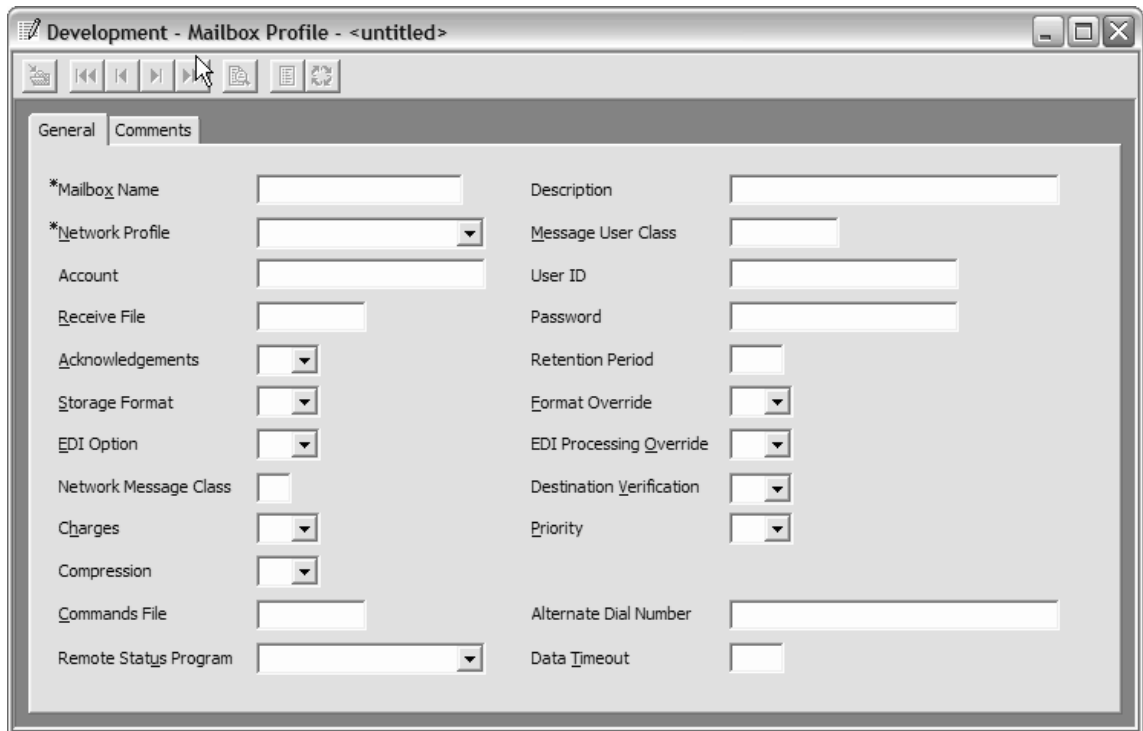 Development - Mailbox Profile - <untitled>
General Comments
*Mailbox Name Description
*Network Profile Message User Class
Account User ID
Receive File Password
Acknowledgements Retention Period
Storage Format Format Override
EDI Option EDI Processing Override
Network Message Class Destination Verification
Charges Priority
Compression
Commands File Alternate Dial Number
Remote Status Program Data Timeout